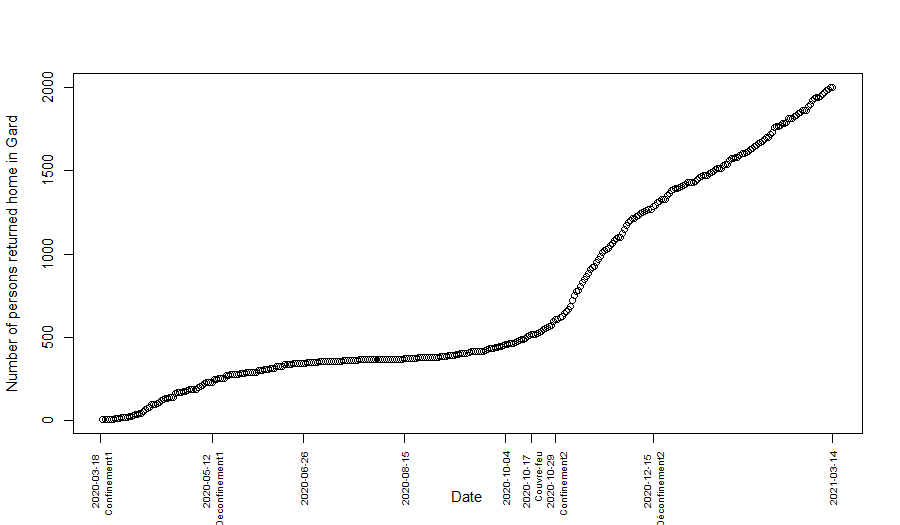 Number of persons returned home in Gard
2000
1500
1000
500
0
2020-03-18
Confinement1
2020-05-12
Deconfinement1
2020-06-26
2020-08-15
2020-10-04
2020-10-17
Couvre-feu
2020-10-29
Confinement2
2020-12-15
Déconfinement2
2021-03-14
Date